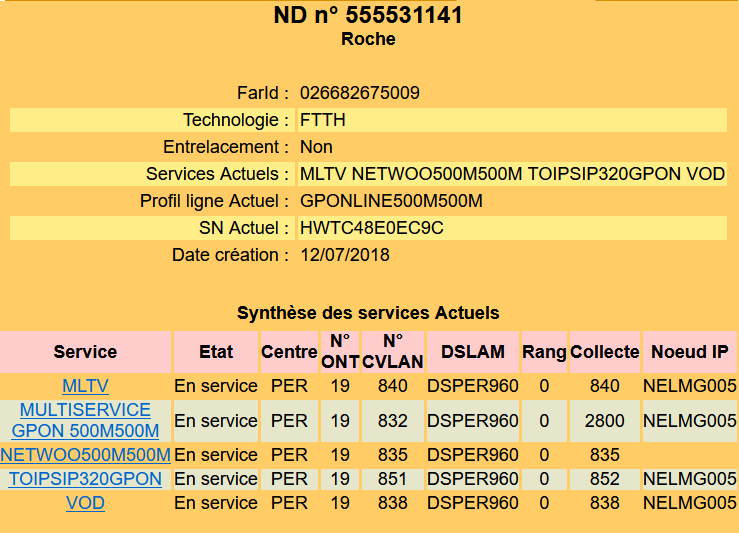 ND n° 555531141
Roche
FarId : 026682675009
Technologie : FTTH
Entrelacement : Non
Services Actuels : MLTV NETWOO500M500M TOIPSIP320GPON VOD
Profil ligne Actuel : GPONLINE500M500M
SN Actuel : HWTC48E0EC9C
Date création : 12/07/2018
Synthèse des services Actuels
Service Etat Centre N° ONT N° CVLAN DSLAM Rang Collecte Noeud IP
MLTV En service PER 19 840 DSPER960 0 840 NELMG005
MULTISERVICE GPON 500M500M En service PER 19 832 DSPER960 0 2800 NELMG005
NETWOO500M500M En service PER 19 835 DSPER960 0 835
TOIPSIP320GPON En service PER 19 851 DSPER960 0 852 NELMG005
VOD En service PER 19 838 DSPER960 0 838 NELMG005